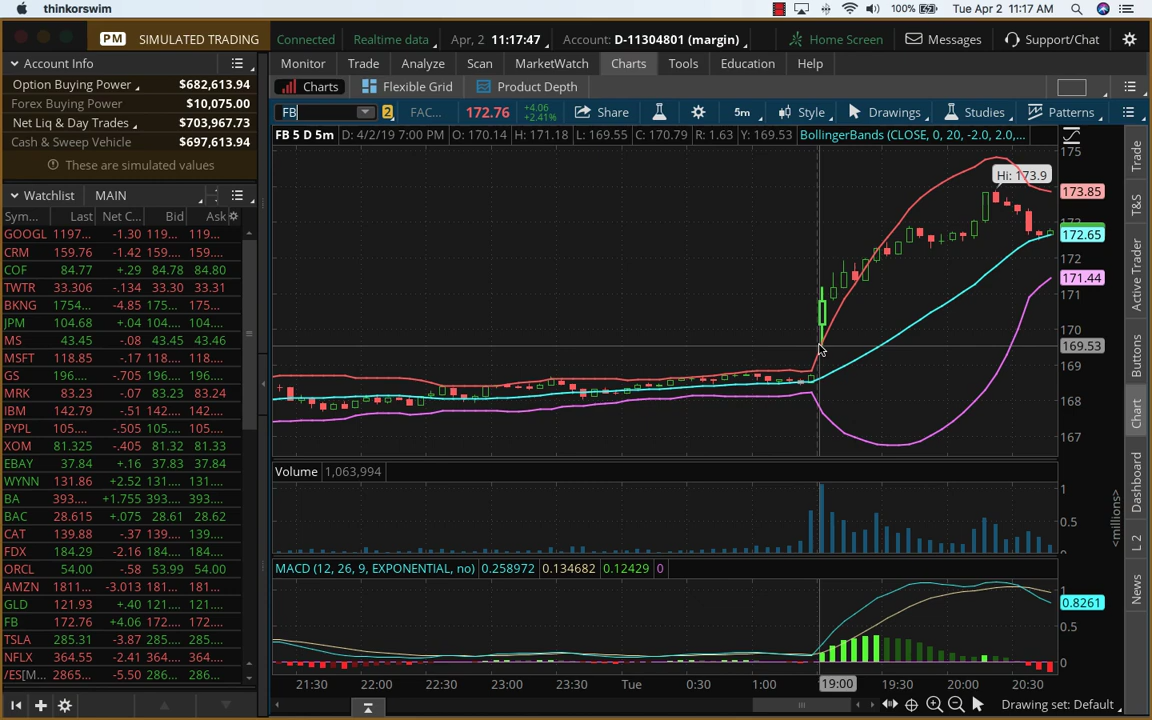 thinkorswim 100% Tue Apr 2 11:17 AM
PM SIMULATED TRADING Connected Realtime data Apr, 2 11:17:47 Account: D-11304801 (margin) Home Screen Messages Support/Chat
Account Info
Option Buying Power $682,613.94
Forex Buying Power $10,075.00
Net Liq & Day Trades $703,967.73
Cash & Sweep Vehicle $697,613.94
These are simulated values
Monitor Trade Analyze Scan MarketWatch Charts Tools Education Help
Charts Flexible Grid Product Depth
FB 2 FAC... 172.76 +4.06 +2.41% Share 5m Style Drawings Studies Patterns
FB 5 D 5m D: 4/2/19 7:00 PM O: 170.14 H: 171.18 L: 169.55 C: 170.79 R: 1.63 Y: 169.53 BollingerBands (CLOSE, 0, 20, -2.0, 2.0,...
Watchlist MAIN
Sym... Last Net C... Bid Ask
GOOGL 1197... -1.30 119... 119...
CRM 159.76 -1.42 159... 159...
COF 84.77 +.29 84.78 84.80
TWTR 33.306 -.134 33.30 33.31
BKNG 1754... -4.85 175... 175...
JPM 104.68 +.04 104... 104...
MS 43.45 -.08 43.45 43.46
MSFT 118.85 -.17 118... 118...
GS 196.... -.705 196... 196...
MRK 83.23 -.07 83.23 83.24
IBM 142.79 -.51 142... 142...
PYPL 105.... -.505 105... 105...
XOM 81.325 -.405 81.32 81.33
EBAY 37.84 +.16 37.83 37.84
WYNN 131.86 +2.52 131... 131...
BA 393.... +1.755 393... 393...
BAC 28.615 +.075 28.61 28.62
CAT 139.88 -.37 139... 139...
FDX 184.29 -2.16 184... 184...
ORCL 54.00 -.58 53.99 54.00
AMZN 1811... -3.013 181... 181...
GLD 121.93 +.40 121... 121...
FB 172.76 +4.06 172... 172...
TSLA 285.31 -3.87 285... 285...
NFLX 364.55 -2.41 364... 364...
/ES[M... 2865... -5.50 286... 286...
Hi: 173.9
175
173.85
172.65
172
171.44
171
170
169.53
169
168
167
Volume 1,063,994
1
0.5
0
<millions>
MACD (12, 26, 9, EXPONENTIAL, no) 0.258972 0.134682 0.12429 0
1
0.8261
0.5
0
21:30 22:00 22:30 23:00 23:30 Tue 0:30 1:00 19:00 19:30 20:00 20:30
Drawing set: Default
Trade
T&S
Active Trader
Buttons
Chart
Dashboard
L 2
News